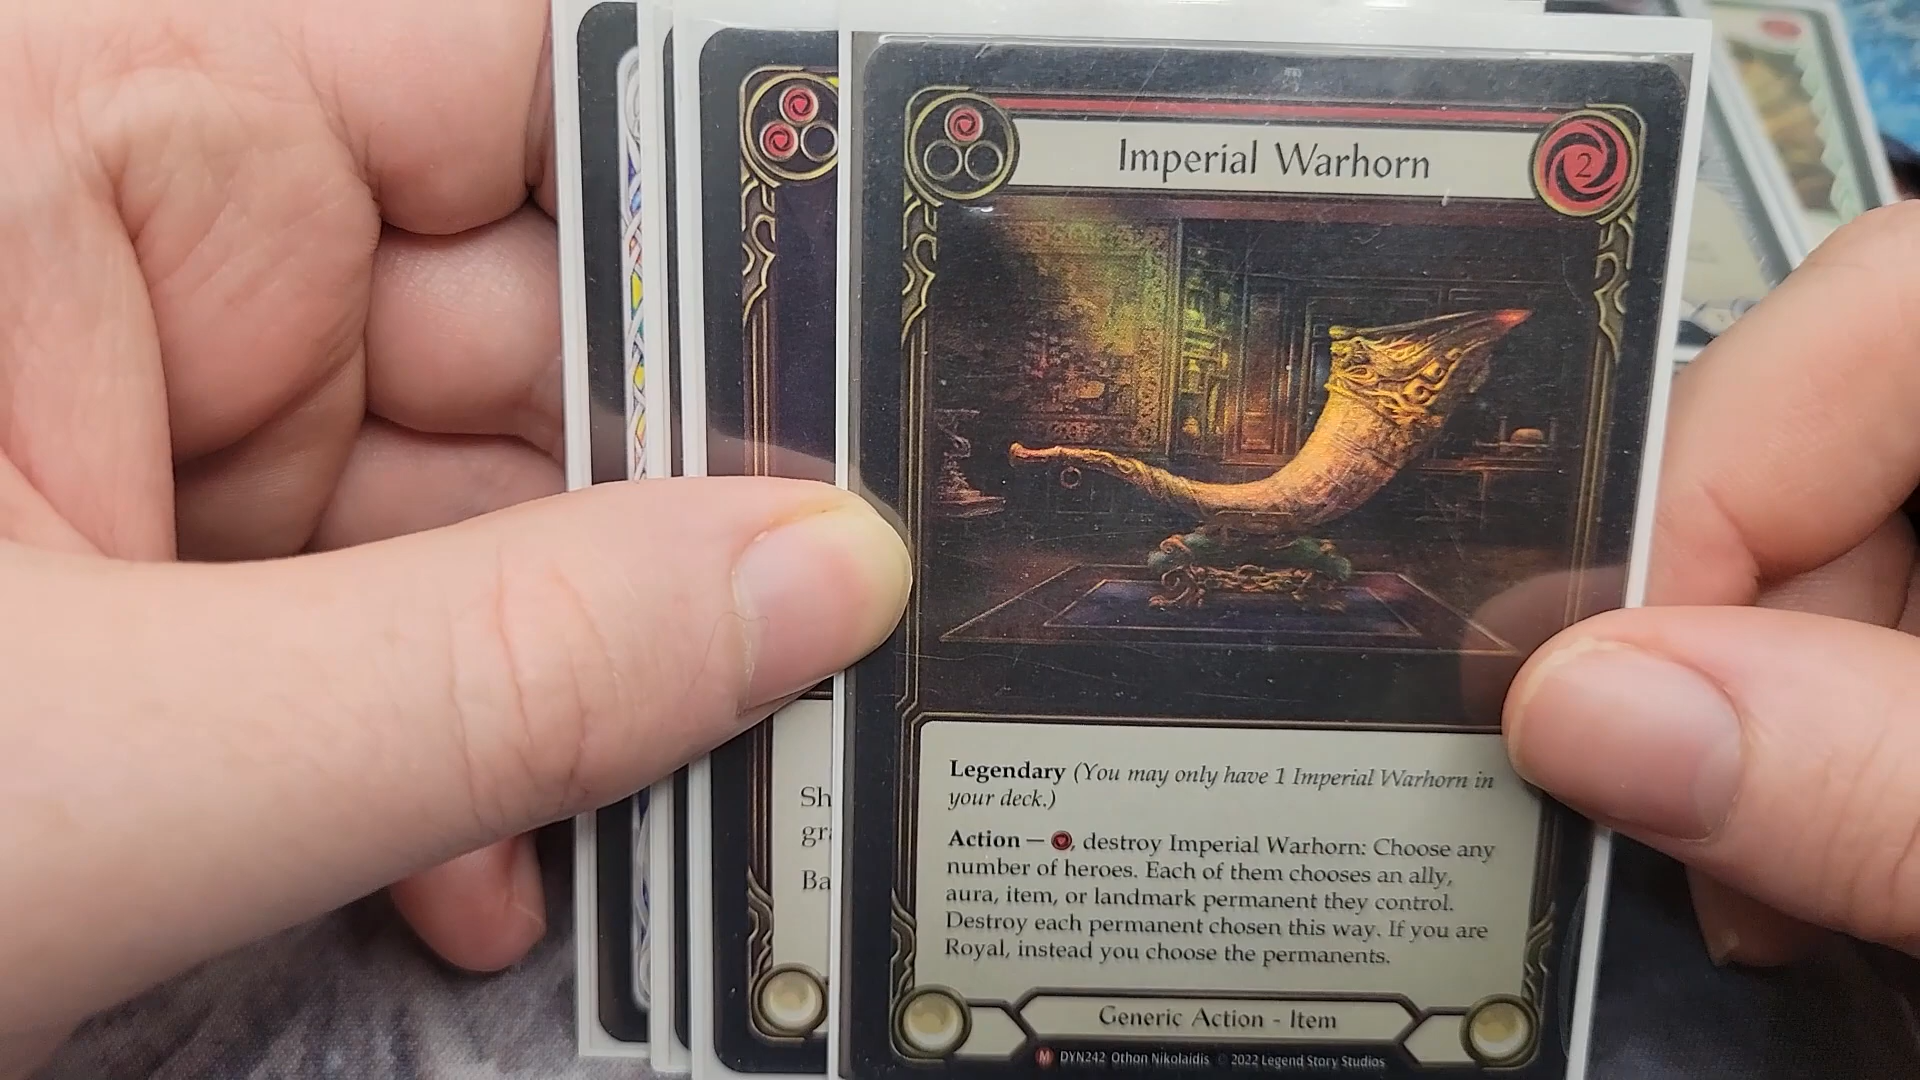 Imperial Warhorn
2
Legendary (You may only have 1 Imperial Warhorn in
your deck.)
Action — , destroy Imperial Warhorn: Choose any
number of heroes. Each of them chooses an ally,
aura, item, or landmark permanent they control.
Destroy each permanent chosen this way. If you are
Royal, instead you choose the permanents.
Generic Action - Item
M DYN242 Othon Nikolaidis © 2022 Legend Story Studios
Sh
gr
Ba